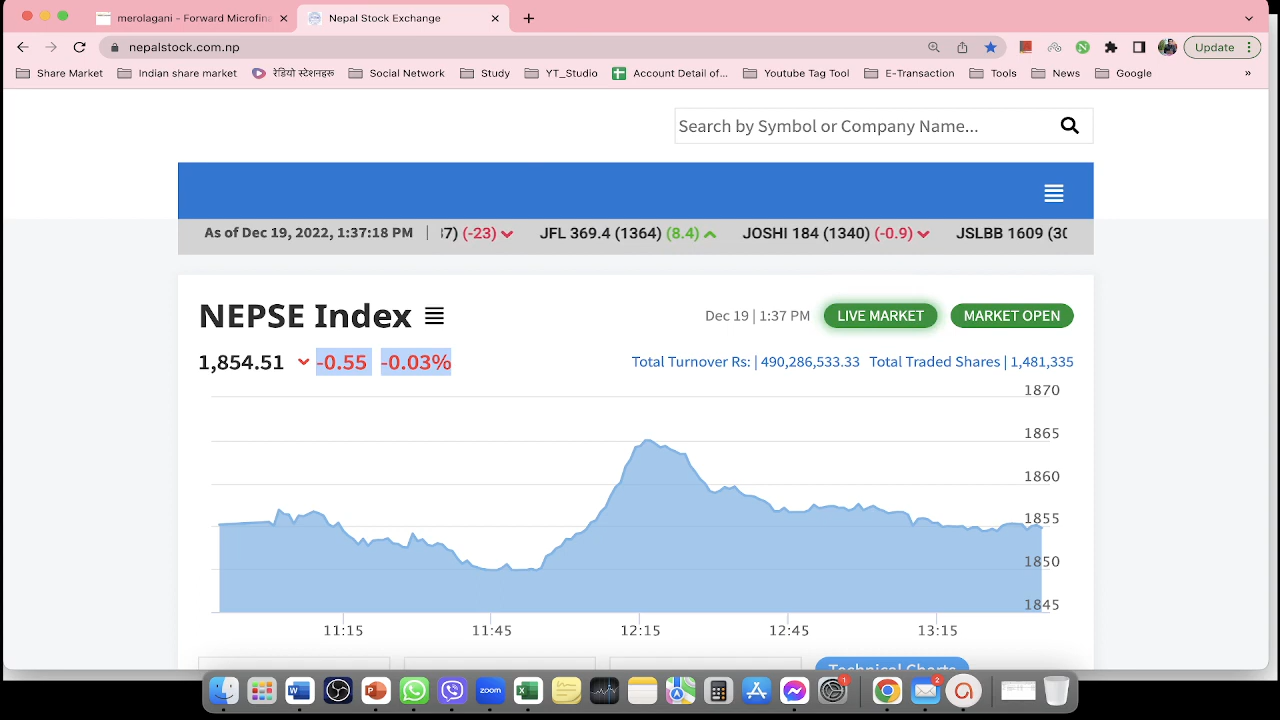 merolagani - Forward Microfina
Nepal Stock Exchange
nepalstock.com.np
Update
Share Market
Indian share market
रेडियो स्टेशनहरू
Social Network
Study
YT_Studio
Account Detail of...
Youtube Tag Tool
E-Transaction
Tools
News
Google
»
Search by Symbol or Company Name...
As of Dec 19, 2022, 1:37:18 PM | 37) (-23) JFL 369.4 (1364) (8.4) JOSHI 184 (1340) (-0.9) JSLBB 1609 (30
NEPSE Index
Dec 19 | 1:37 PM LIVE MARKET MARKET OPEN
1,854.51 -0.55 -0.03% Total Turnover Rs: | 490,286,533.33 Total Traded Shares | 1,481,335
1870
1865
1860
1855
1850
1845
11:15 11:45 12:15 12:45 13:15
Technical Charts
zoom
1
2